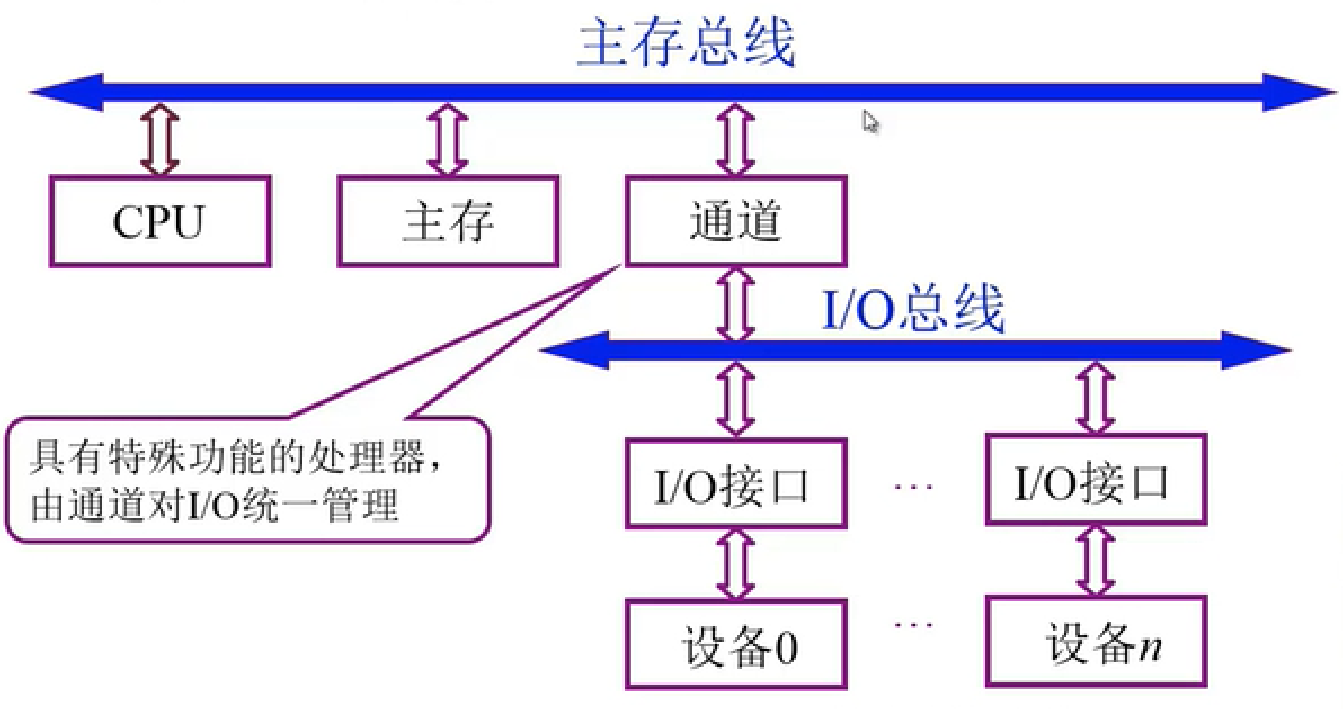 主存总线
CPU
主存
通道
I/O总线
具有特殊功能的处理器，
由通道对I/O统一管理
I/O接口
…
I/O接口
设备0
…
设备n